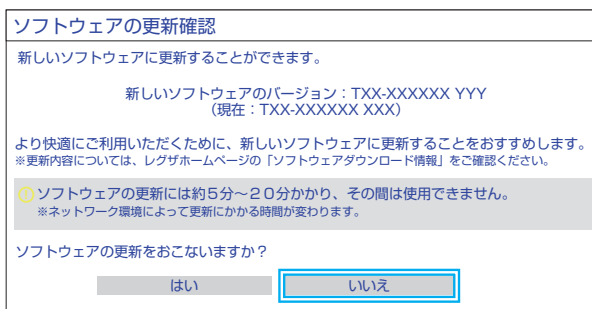 ソフトウェアの更新確認
新しいソフトウェアに更新することができます。
新しいソフトウェアのバージョン：TXX-XXXXXX YYY
（現在：TXX-XXXXXX XXX）
より快適にご利用いただくために、新しいソフトウェアに更新することをおすすめします。
※更新内容については、レグザホームページの「ソフトウェアダウンロード情報」をご確認ください。
ソフトウェアの更新には約５分～２０分かかり、その間は使用できません。
※ネットワーク環境によって更新にかかる時間が変わります。
ソフトウェアの更新をおこないますか？
はい いいえ